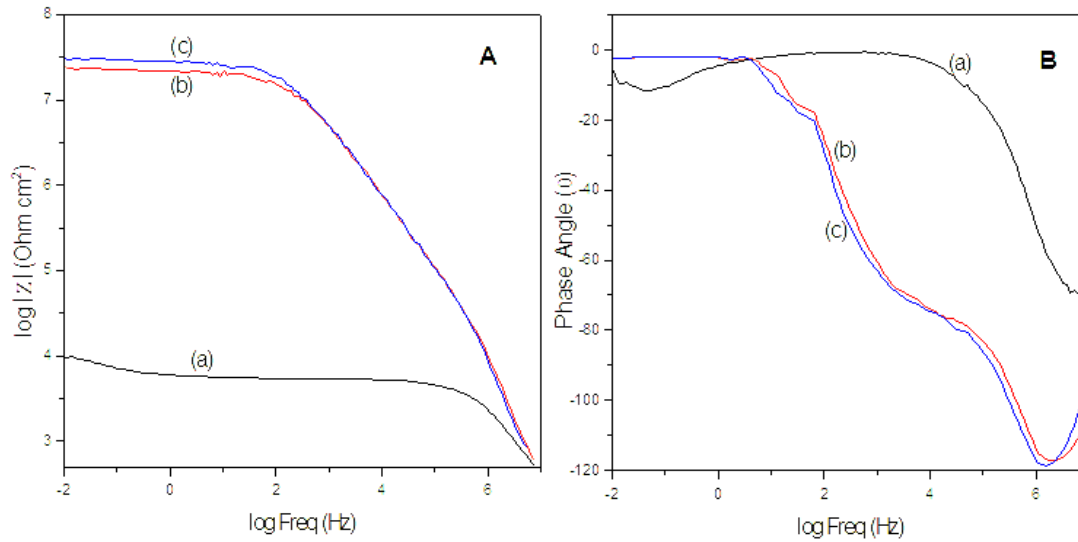 8
7
6
5
4
3
-2
0
2
4
6
log |Z| (Ohm cm²)
log Freq (Hz)
A
(c)
(b)
(a)
0
-20
-40
-60
-80
-100
-120
-2
0
2
4
6
Phase Angle (o)
log Freq (Hz)
B
(a)
(b)
(c)